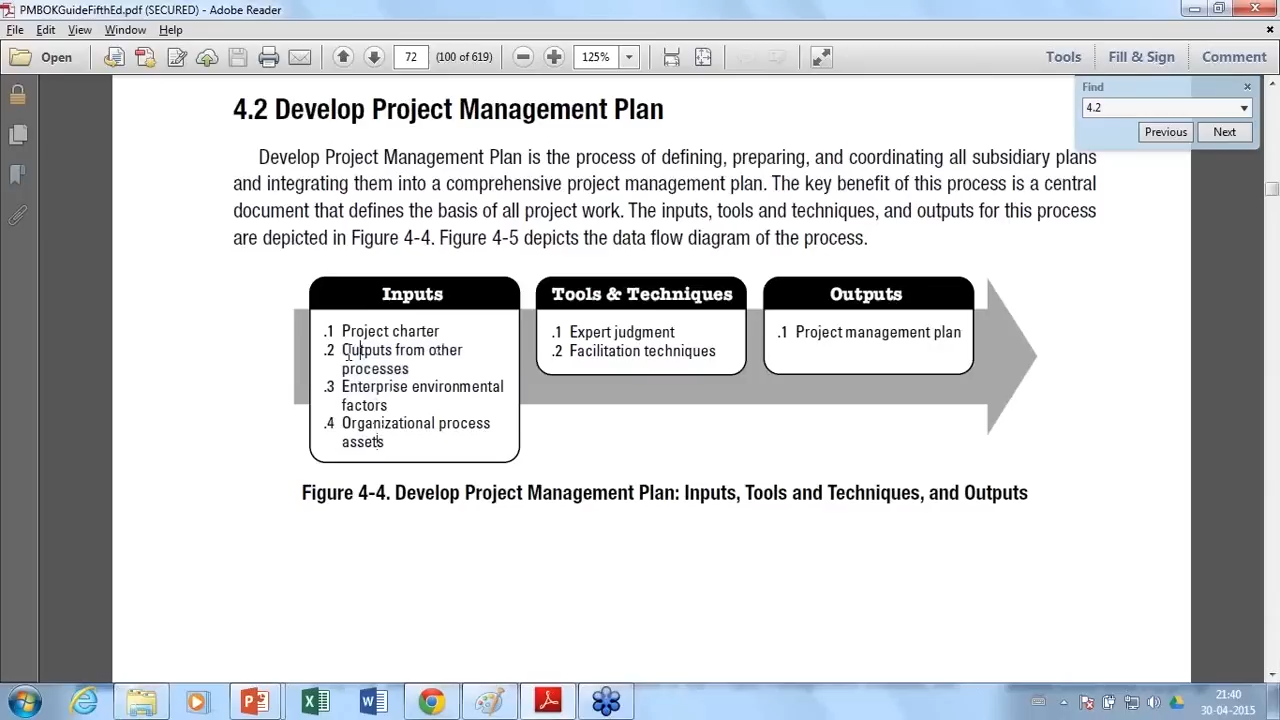 PMBOKGuideFifthEd.pdf (SECURED) - Adobe Reader
File Edit View Window Help
Open 72 (100 of 619) 125% Tools Fill & Sign Comment
Find
4.2
Previous Next
4.2 Develop Project Management Plan
Develop Project Management Plan is the process of defining, preparing, and coordinating all subsidiary plans
and integrating them into a comprehensive project management plan. The key benefit of this process is a central
document that defines the basis of all project work. The inputs, tools and techniques, and outputs for this process
are depicted in Figure 4-4. Figure 4-5 depicts the data flow diagram of the process.
Inputs
.1 Project charter
.2 Outputs from other
processes
.3 Enterprise environmental
factors
.4 Organizational process
assets
Tools & Techniques
.1 Expert judgment
.2 Facilitation techniques
Outputs
.1 Project management plan
Figure 4-4. Develop Project Management Plan: Inputs, Tools and Techniques, and Outputs
21:40
30-04-2015